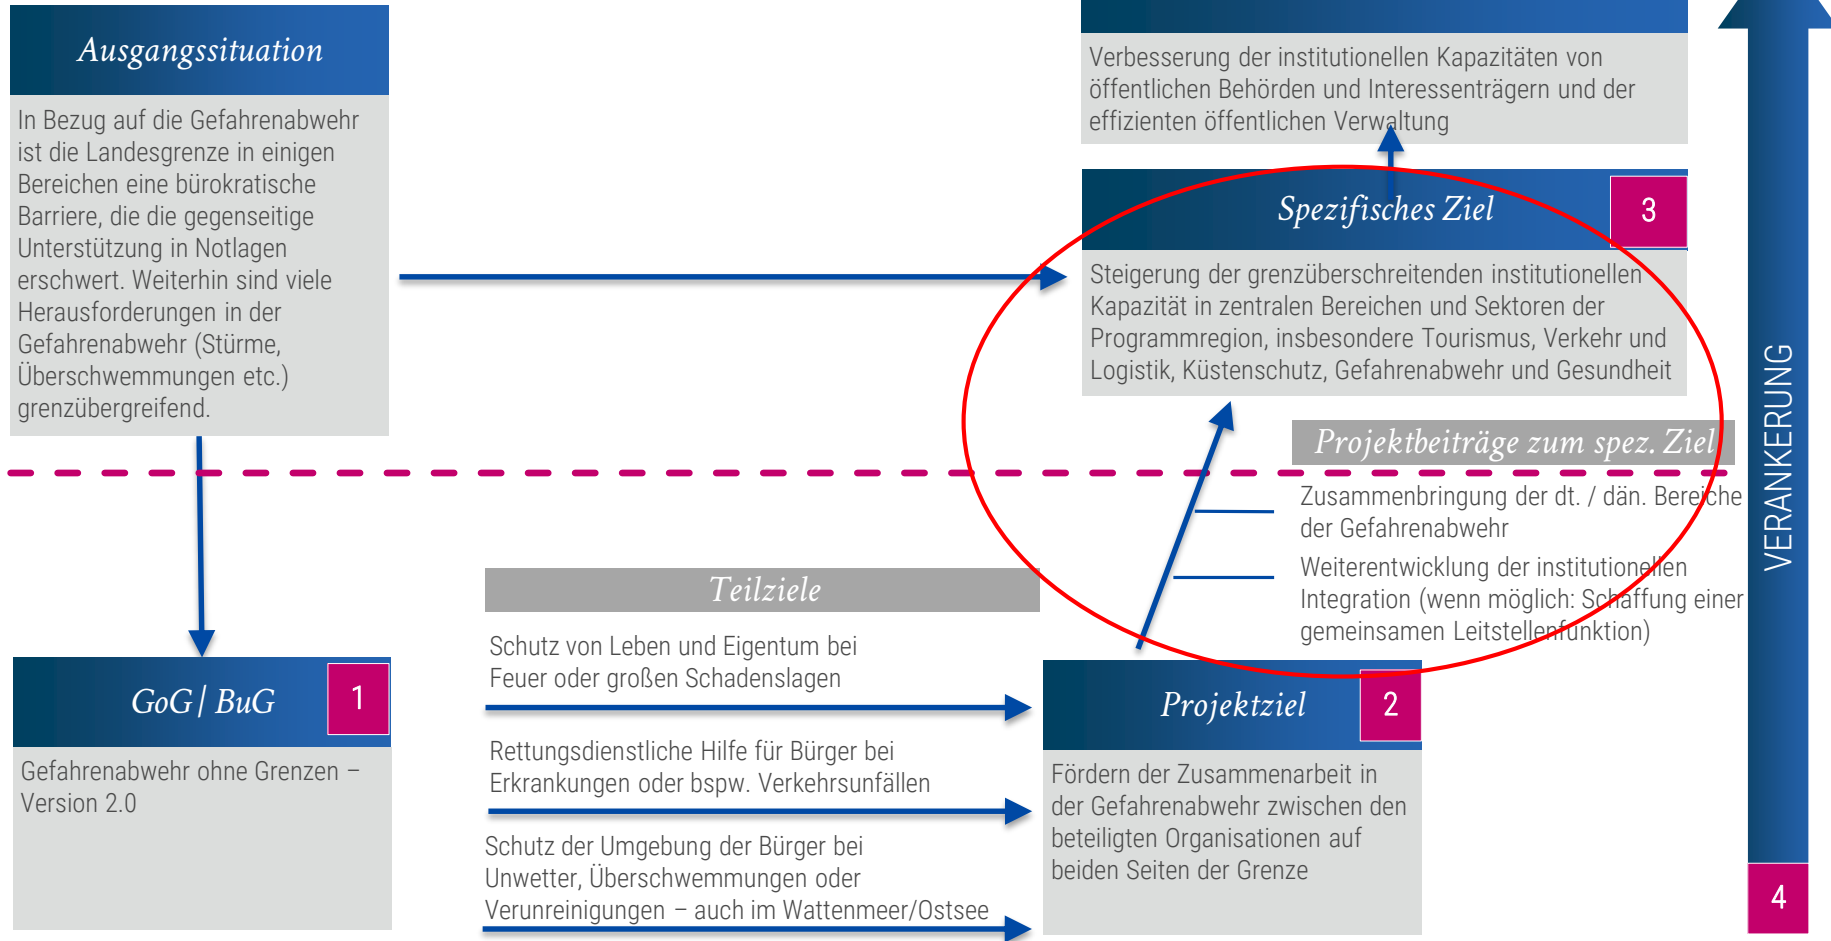 Ausgangssituation
In Bezug auf die Gefahrenabwehr
ist die Landesgrenze in einigen
Bereichen eine bürokratische
Barriere, die die gegenseitige
Unterstützung in Notlagen
erschwert. Weiterhin sind viele
Herausforderungen in der
Gefahrenabwehr (Stürme,
Überschwemmungen etc.)
grenzübergreifend.
Verbesserung der institutionellen Kapazitäten von
öffentlichen Behörden und Interessenträgern und der
effizienten öffentlichen Verwaltung
Spezifisches Ziel
3
Steigerung der grenzüberschreitenden institutionellen
Kapazität in zentralen Bereichen und Sektoren der
Programmregion, insbesondere Tourismus, Verkehr und
Logistik, Küstenschutz, Gefahrenabwehr und Gesundheit
Projektbeiträge zum spez. Ziel
Zusammenbringung der dt. / dän. Bereiche
der Gefahrenabwehr
Weiterentwicklung der institutionellen
Integration (wenn möglich: Schaffung einer
gemeinsamen Leitstellenfunktion)
GoG| BuG
1
Gefahrenabwehr ohne Grenzen –
Version 2.0
Teilziele
Schutz von Leben und Eigentum bei
Feuer oder großen Schadenslagen
Rettungsdienstliche Hilfe für Bürger bei
Erkrankungen oder bspw. Verkehrsunfällen
Schutz der Umgebung der Bürger bei
Unwetter, Überschwemmungen oder
Verunreinigungen – auch im Wattenmeer/Ostsee
Projektziel
2
Fördern der Zusammenarbeit in
der Gefahrenabwehr zwischen den
beteiligten Organisationen auf
beiden Seiten der Grenze
VERANKERUNG
4